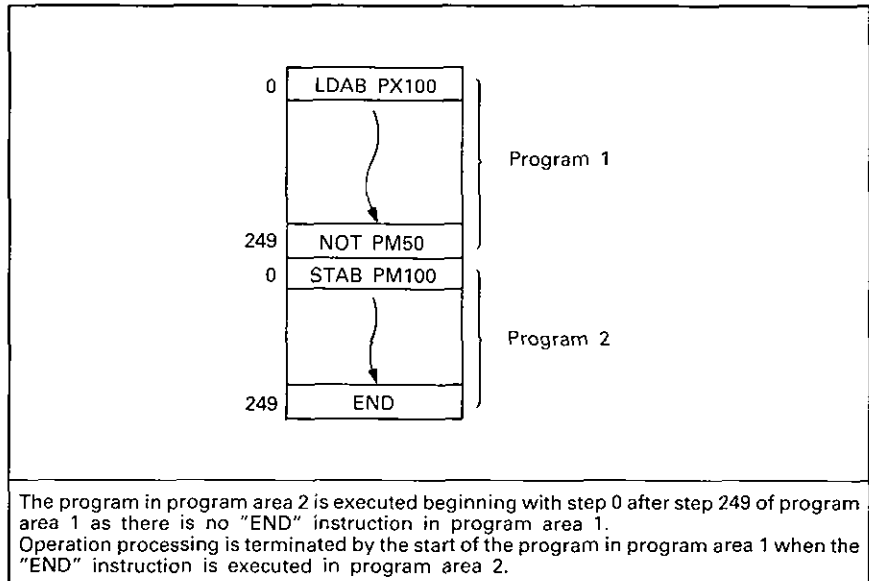 0 LDAB PX100
Program 1
249 NOT PM50
0 STAB PM100
Program 2
249 END
The program in program area 2 is executed beginning with step 0 after step 249 of program
area 1 as there is no "END" instruction in program area 1.
Operation processing is terminated by the start of the program in program area 1 when the
"END" instruction is executed in program area 2.